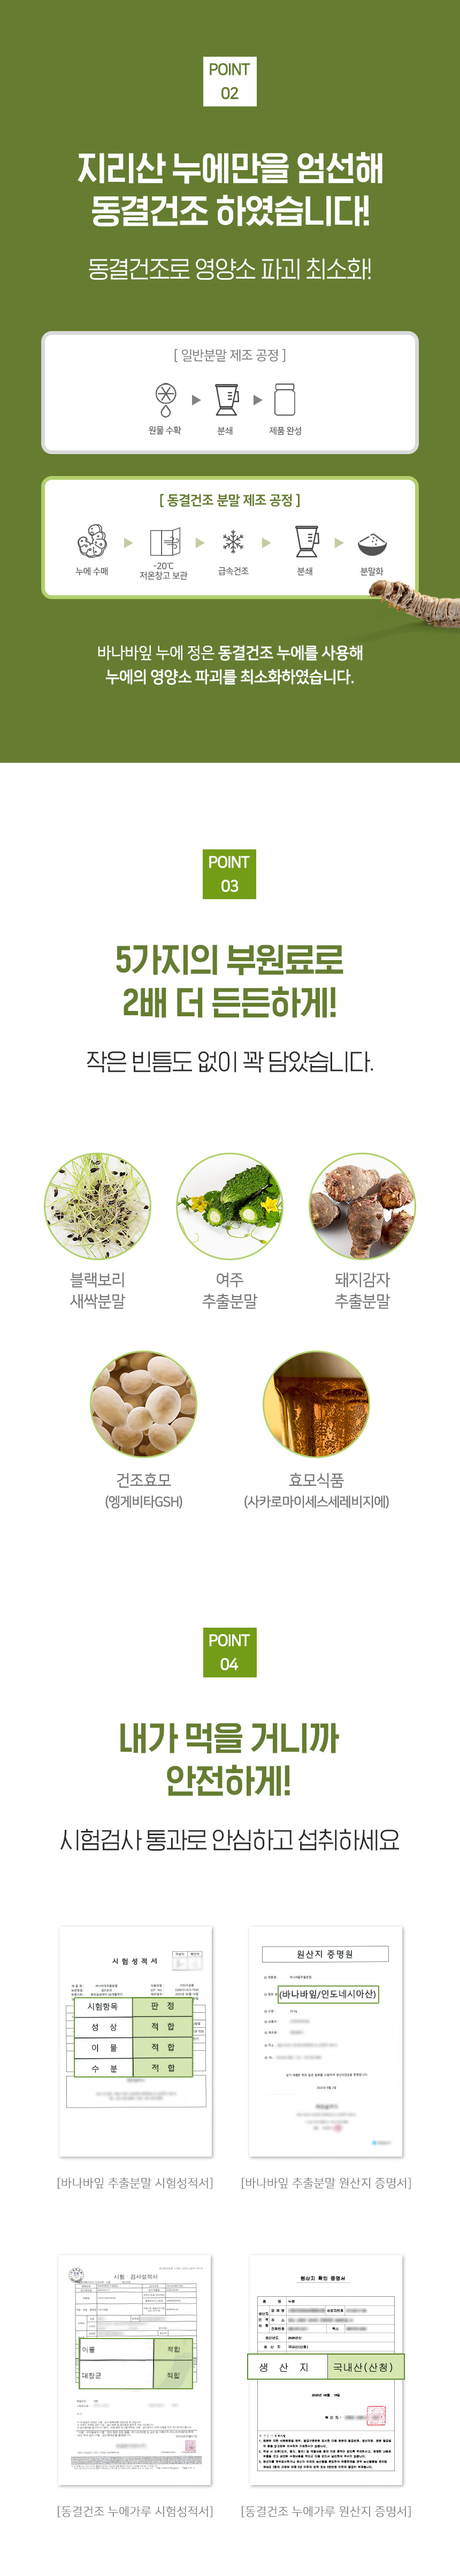 POINT
02
지리산 누에만을 엄선해
동결건조 하였습니다!
동결건조로 영양소 파괴 최소화!
[ 일반분말 제조 공정 ]
원물 수확
분쇄
제품 완성
[ 동결건조 분말 제조 공정 ]
누에 수매
-20℃
저온창고 보관
급속건조
분쇄
분말화
바나바잎 누에 정은 동결건조 누에를 사용해
누에의 영양소 파괴를 최소화하였습니다.
POINT
03
5가지의 부원료로
2배 더 든든하게!
작은 빈틈도 없이 꽉 담았습니다.
블랙보리
새싹분말
여주
추출분말
돼지감자
추출분말
건조효모
(엥게비타GSH)
효모식품
(사카로마이세스세레비지에)
POINT
04
내가 먹을 거니까
안전하게!
시험검사 통과로 안심하고 섭취하세요
시 험 성 적 서
시험항목 판 정
성 상 적 합
이 물 적 합
수 분 적 합
원산지 증명원
(바나바잎/인도네시아산)
[바나바잎 추출분말 시험성적서]
[바나바잎 추출분말 원산지 증명서]
시험 · 검사성적서
이물 적합
대장균 적합
원산지 확인 증명서
생 산 지 국내산(산청)
[동결건조 누에가루 시험성적서]
[동결건조 누에가루 원산지 증명서]